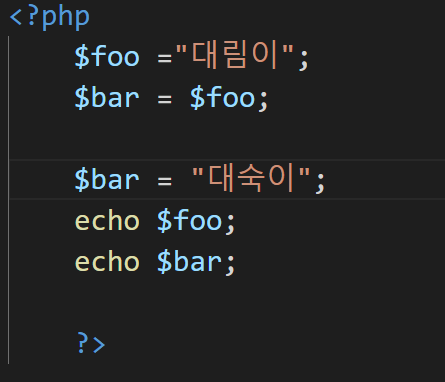 <?php
$foo ="대림이";
$bar = $foo;
$bar = "대숙이";
echo $foo;
echo $bar;
?>